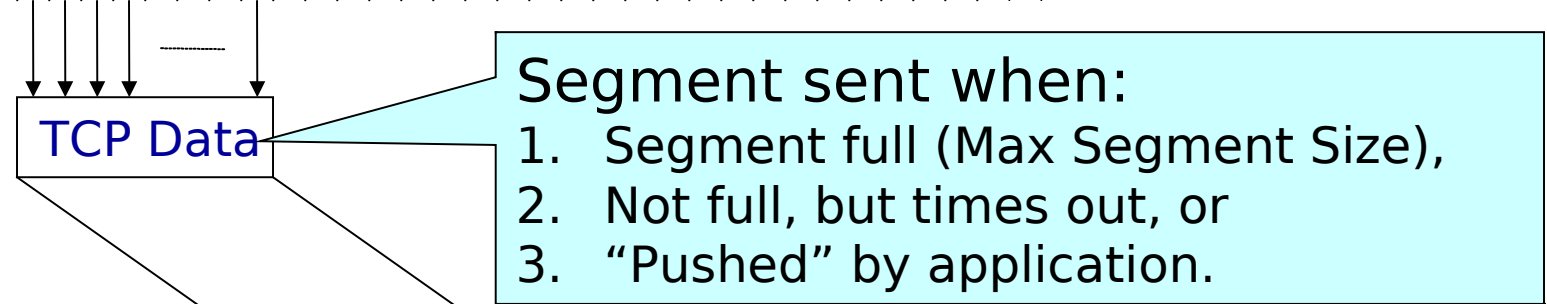 Segment sent when:
TCP Data
1. Segment full (Max Segment Size),
2. Not full, but times out, or
3. “Pushed” by application.